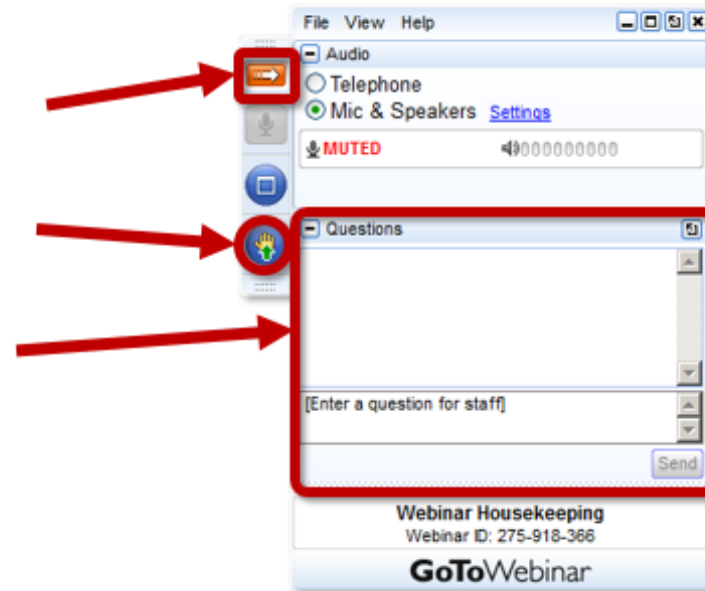 File View Help
Audio
Telephone
Mic & Speakers Settings
MUTED 000000000
Questions
[Enter a question for staff]
Send
Webinar Housekeeping
Webinar ID: 275-918-366
GoToWebinar